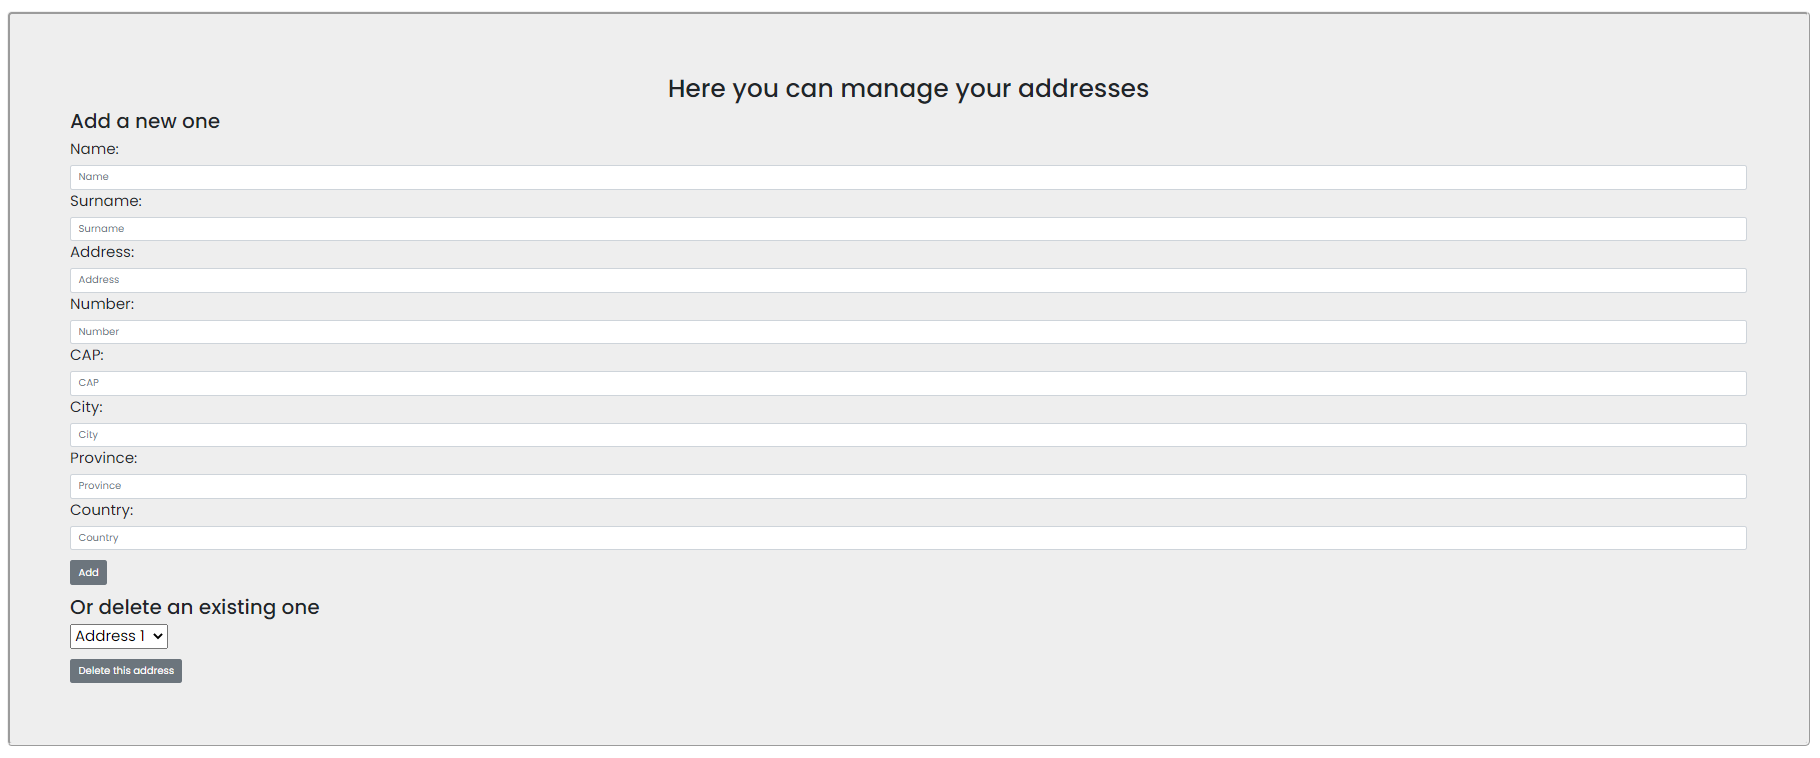 Here you can manage your addresses
Add a new one
Name:
Name
Surname:
Surname
Address:
Address
Number:
Number
CAP:
CAP
City:
City
Province:
Province
Country:
Country
Add
Or delete an existing one
Address 1
Delete this address